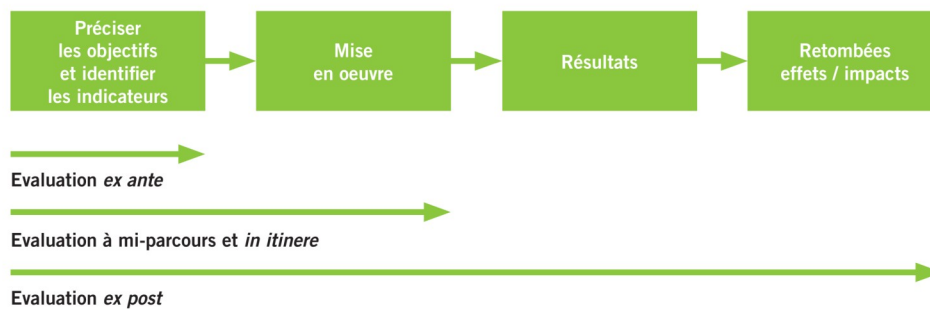 Préciser
les objectifs
et identifier
les indicateurs
Mise
en oeuvre
Résultats
Retombées
effets / impacts
Evaluation ex ante
Evaluation à mi-parcours et in itinere
Evaluation ex post